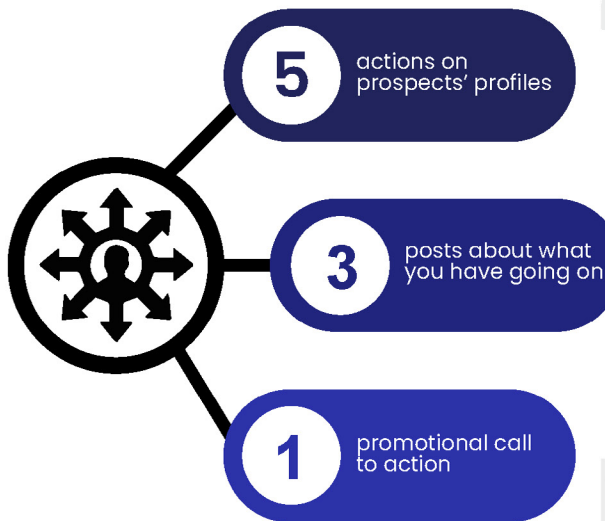 5
actions on
prospects’ profiles
3
posts about what
you have going on
1
promotional call
to action